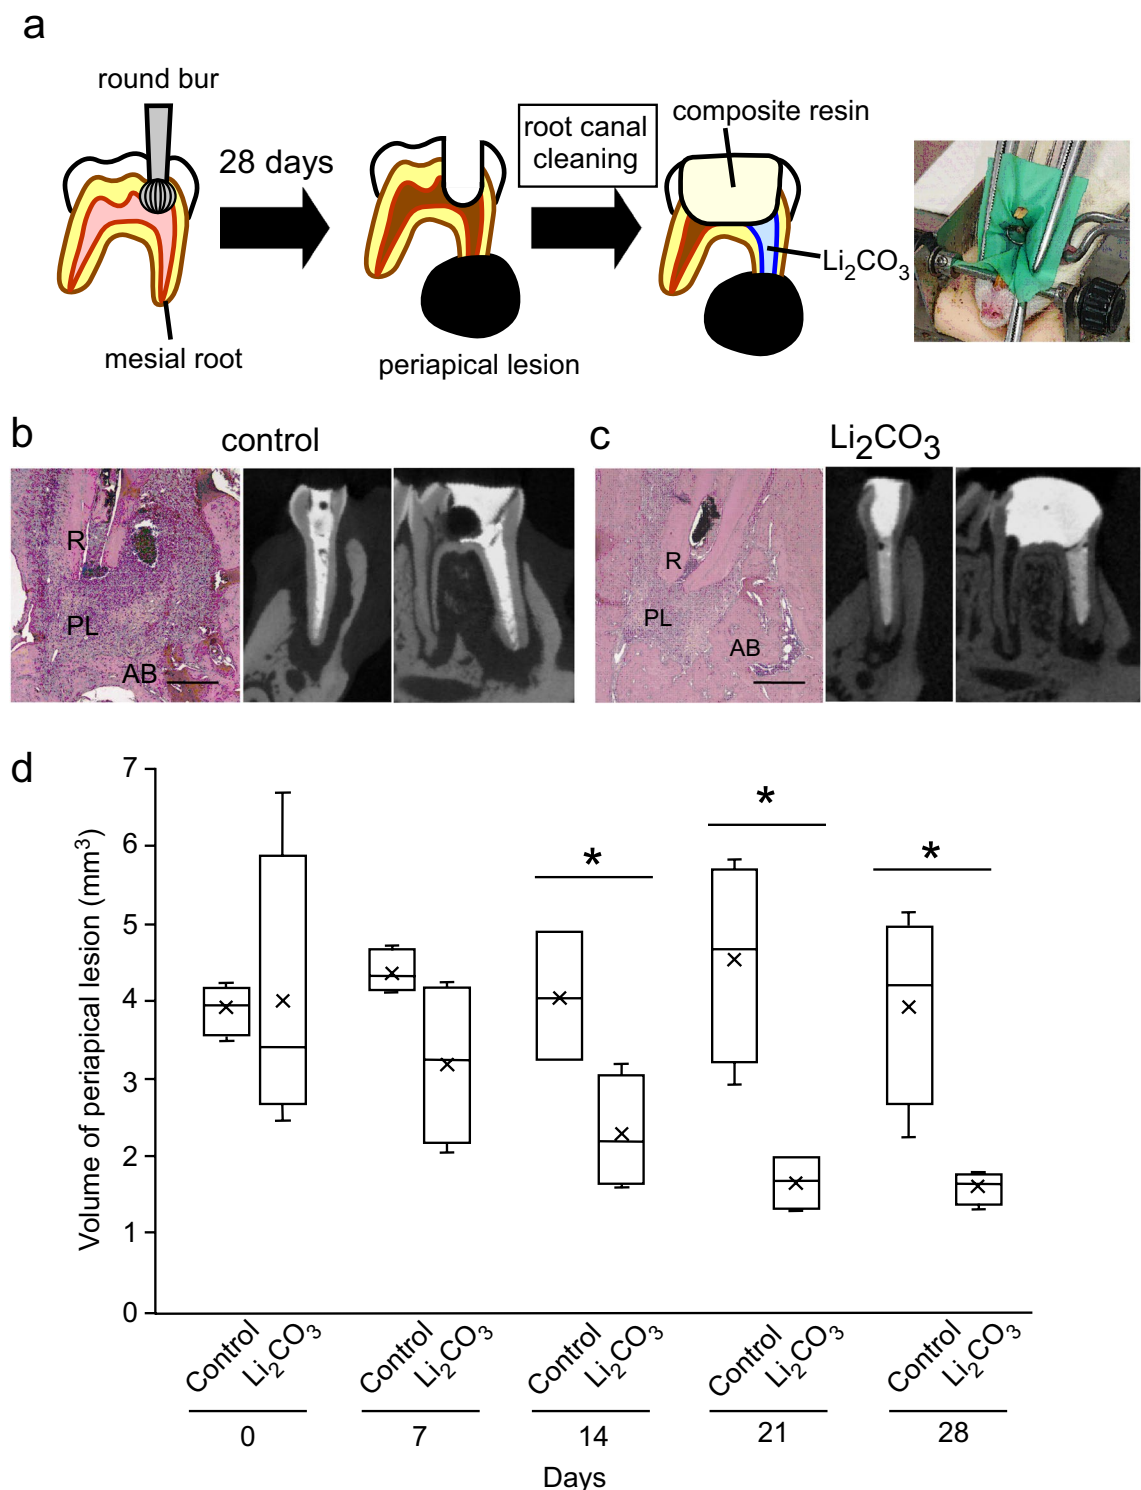 a
round bur
28 days
root canal
cleaning
composite resin
Li2CO3
mesial root
periapical lesion
b
control
c
Li2CO3
R
PL
AB
R
PL
AB
d
Volume of periapical lesion (mm3)
7
6
5
4
3
2
1
0
*
*
*
Control
Li2CO3
Control
Li2CO3
Control
Li2CO3
Control
Li2CO3
Control
Li2CO3
0
7
14
21
28
Days